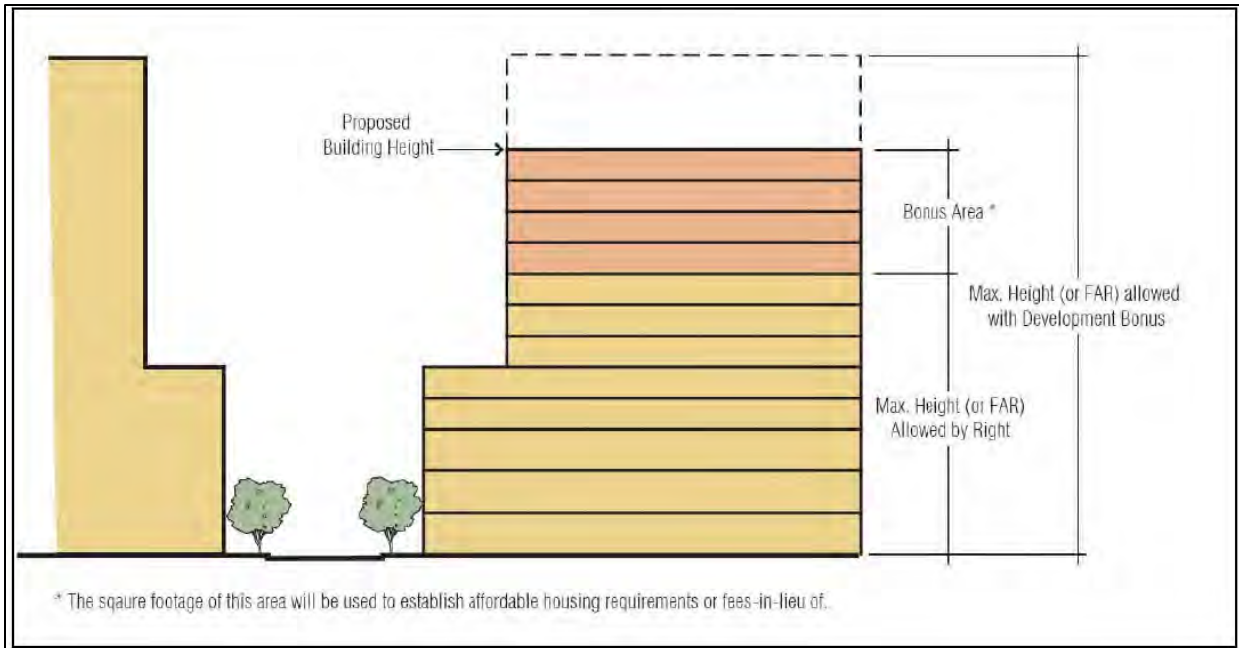 Proposed
Building Height
Bonus Area *
Max. Height (or FAR) allowed
with Development Bonus
Max. Height (or FAR)
Allowed by Right
* The sqaure footage of this area will be used to establish affordable housing requirements or fees-in-lieu of.